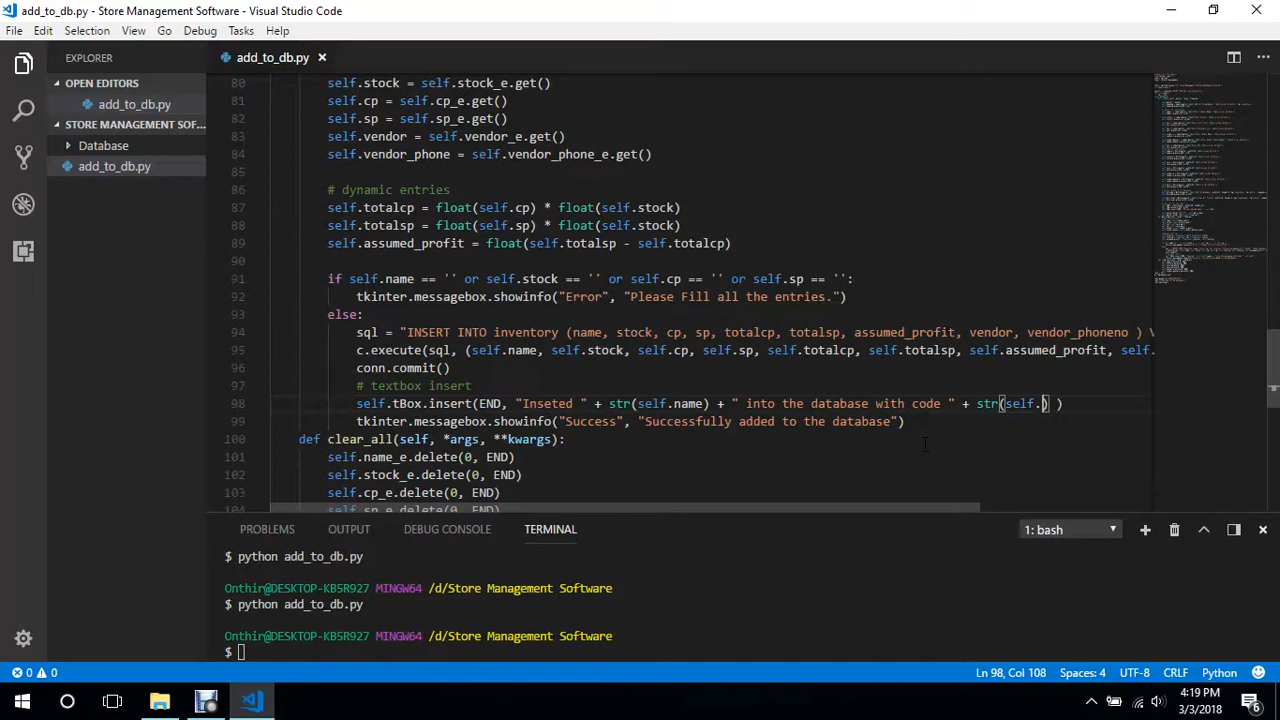 add_to_db.py - Store Management Software - Visual Studio Code
File Edit Selection View Go Debug Tasks Help
EXPLORER
OPEN EDITORS
add_to_db.py
STORE MANAGEMENT SOF...
Database
add_to_db.py
add_to_db.py
80 self.stock = self.stock_e.get()
81 self.cp = self.cp_e.get()
82 self.sp = self.sp_e.get()
83 self.vendor = self.vendor_e.get()
84 self.vendor_phone = self.vendor_phone_e.get()
85
86 # dynamic entries
87 self.totalcp = float(self.cp) * float(self.stock)
88 self.totalsp = float(self.sp) * float(self.stock)
89 self.assumed_profit = float(self.totalsp - self.totalcp)
90
91 if self.name == '' or self.stock == '' or self.cp == '' or self.sp == '':
92 tkinter.messagebox.showinfo("Error", "Please Fill all the entries.")
93 else:
94 sql = "INSERT INTO inventory (name, stock, cp, sp, totalcp, totalsp, assumed_profit, vendor, vendor_phoneno ) \
95 c.execute(sql, (self.name, self.stock, self.cp, self.sp, self.totalcp, self.totalsp, self.assumed_profit, self.
96 conn.commit()
97 # textbox insert
98 self.tBox.insert(END, "Inseted " + str(self.name) + " into the database with code " + str(self.) )
99 tkinter.messagebox.showinfo("Success", "Successfully added to the database")
100 def clear_all(self, *args, **kwargs):
101 self.name_e.delete(0, END)
102 self.stock_e.delete(0, END)
103 self.cp_e.delete(0, END)
104 self.sp_e.delete(0, END)
PROBLEMS OUTPUT DEBUG CONSOLE TERMINAL 1: bash
$ python add_to_db.py
Onthir@DESKTOP-KB5R927 MINGW64 /d/Store Management Software
$ python add_to_db.py
Onthir@DESKTOP-KB5R927 MINGW64 /d/Store Management Software
$
0 0 Ln 98, Col 108 Spaces: 4 UTF-8 CRLF Python
4:19 PM
3/3/2018
6